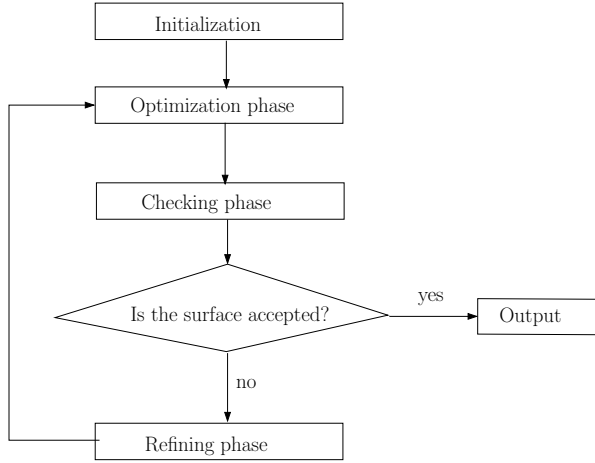 Initialization
Optimization phase
Checking phase
Is the surface accepted?
yes
Output
no
Refining phase